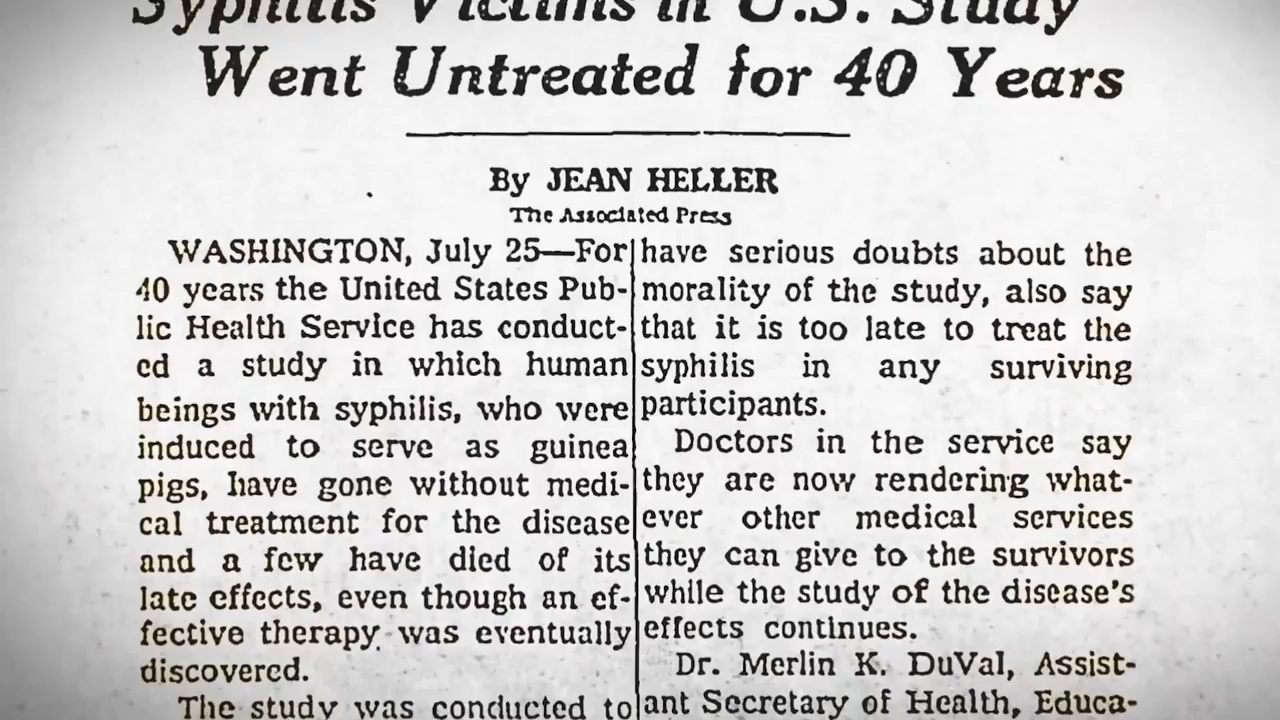 Syphilis Victims in U.S. Study
Went Untreated for 40 Years
By JEAN HELLER
The Associated Press
WASHINGTON, July 25—For
40 years the United States Pub-
lic Health Service has conduct-
ed a study in which human
beings with syphilis, who were
induced to serve as guinea
pigs, have gone without medi-
cal treatment for the disease
and a few have died of its
late effects, even though an ef-
fective therapy was eventually
discovered.
The study was conducted to
have serious doubts about the
morality of the study, also say
that it is too late to treat the
syphilis in any surviving
participants.
Doctors in the service say
they are now rendering what-
ever other medical services
they can give to the survivors
while the study of the disease's
effects continues.
Dr. Merlin K. DuVal, Assist-
ant Secretary of Health, Educa-